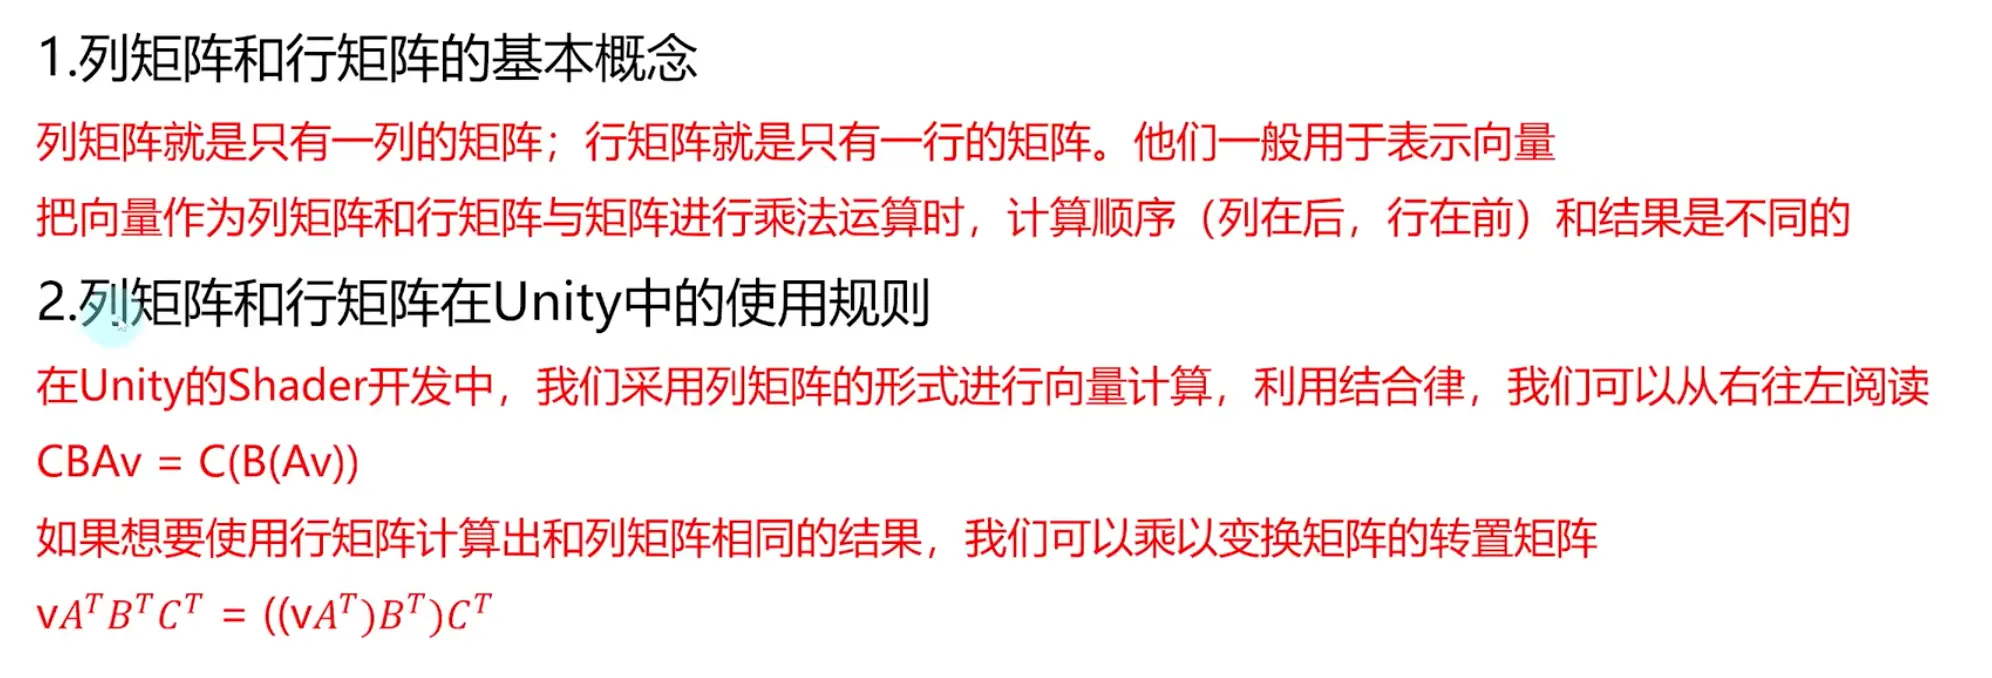 1.列矩阵和行矩阵的基本概念
列矩阵就是只有一列的矩阵；行矩阵就是只有一行的矩阵。他们一般用于表示向量
把向量作为列矩阵和行矩阵与矩阵进行乘法运算时，计算顺序（列在后，行在前）和结果是不同的
2.列矩阵和行矩阵在Unity中的使用规则
在Unity的Shader开发中，我们采用列矩阵的形式进行向量计算，利用结合律，我们可以从右往左阅读
CBAv = C(B(Av))
如果想要使用行矩阵计算出和列矩阵相同的结果，我们可以乘以变换矩阵的转置矩阵
v𝐴ᵀ𝐵ᵀ𝐶ᵀ = ((v𝐴ᵀ)𝐵ᵀ)𝐶ᵀ